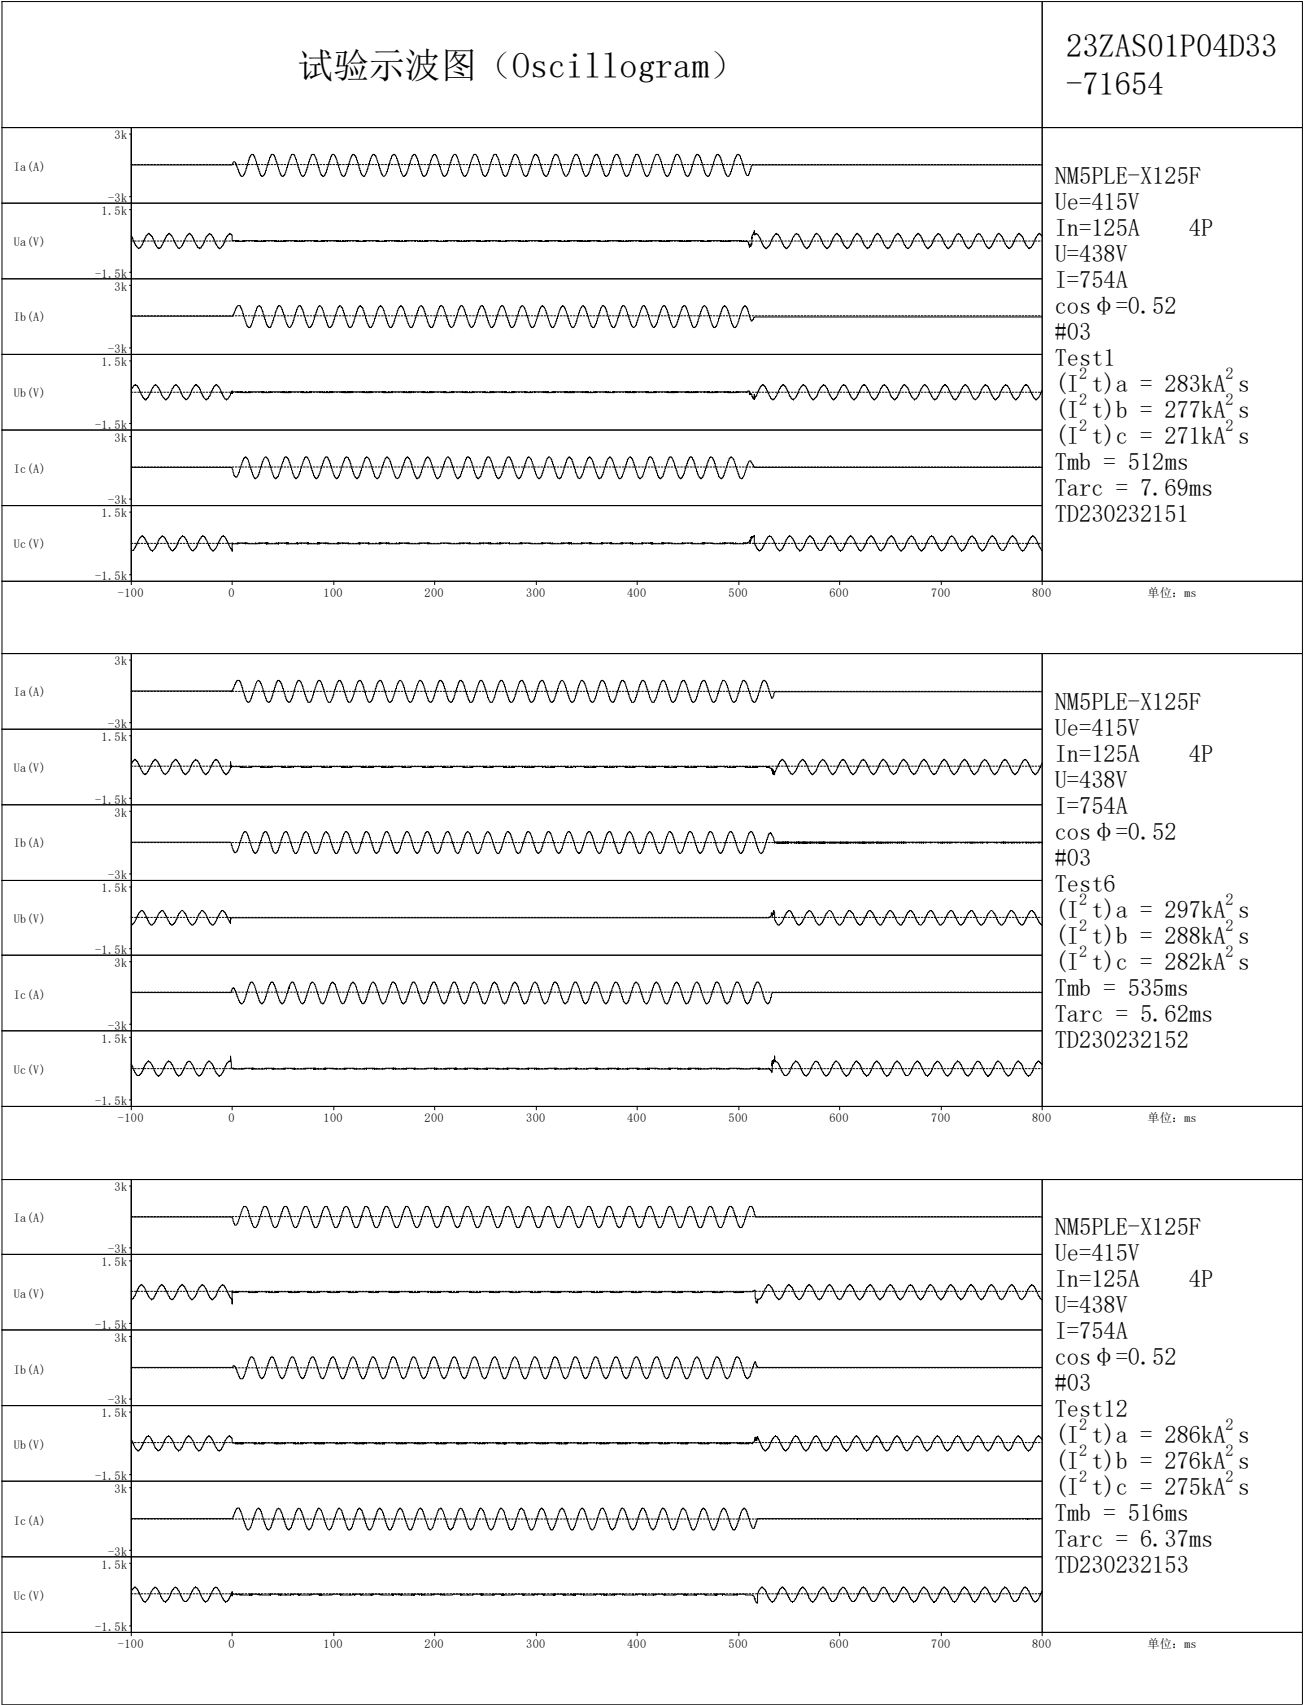 试验示波图（Oscillogram）
23ZAS01P04D33
-71654
3k
Ia(A)
-3k
1.5k
Ua(V)
-1.5k
3k
Ib(A)
-3k
1.5k
Ub(V)
-1.5k
3k
Ic(A)
-3k
1.5k
Uc(V)
-1.5k
-100 0 100 200 300 400 500 600 700 800 单位: ms
NM5PLE-X125F
Ue=415V
In=125A 4P
U=438V
I=754A
cosφ=0.52
#03
Test1
(I²t)a = 283kA²s
(I²t)b = 277kA²s
(I²t)c = 271kA²s
Tmb = 512ms
Tarc = 7.69ms
TD230232151
3k
Ia(A)
-3k
1.5k
Ua(V)
-1.5k
3k
Ib(A)
-3k
1.5k
Ub(V)
-1.5k
3k
Ic(A)
-3k
1.5k
Uc(V)
-1.5k
-100 0 100 200 300 400 500 600 700 800 单位: ms
NM5PLE-X125F
Ue=415V
In=125A 4P
U=438V
I=754A
cosφ=0.52
#03
Test6
(I²t)a = 297kA²s
(I²t)b = 288kA²s
(I²t)c = 282kA²s
Tmb = 535ms
Tarc = 5.62ms
TD230232152
3k
Ia(A)
-3k
1.5k
Ua(V)
-1.5k
3k
Ib(A)
-3k
1.5k
Ub(V)
-1.5k
3k
Ic(A)
-3k
1.5k
Uc(V)
-1.5k
-100 0 100 200 300 400 500 600 700 800 单位: ms
NM5PLE-X125F
Ue=415V
In=125A 4P
U=438V
I=754A
cosφ=0.52
#03
Test12
(I²t)a = 286kA²s
(I²t)b = 276kA²s
(I²t)c = 275kA²s
Tmb = 516ms
Tarc = 6.37ms
TD230232153